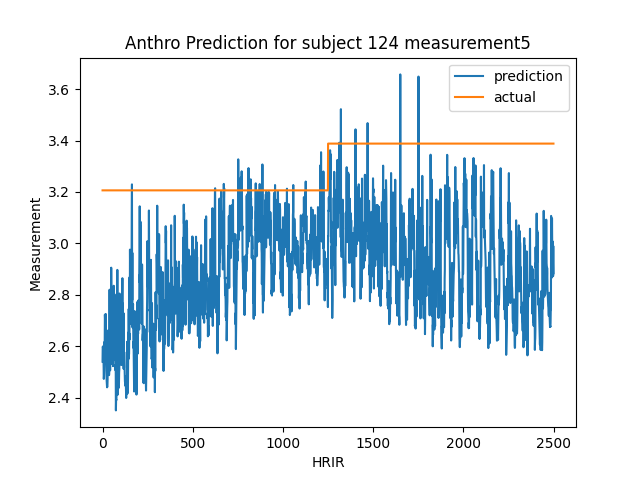 Anthro Prediction for subject 124 measurement5
prediction
actual
3.6
3.4
3.2
3.0
2.8
2.6
2.4
Measurement
0
500
1000
1500
2000
2500
HRIR